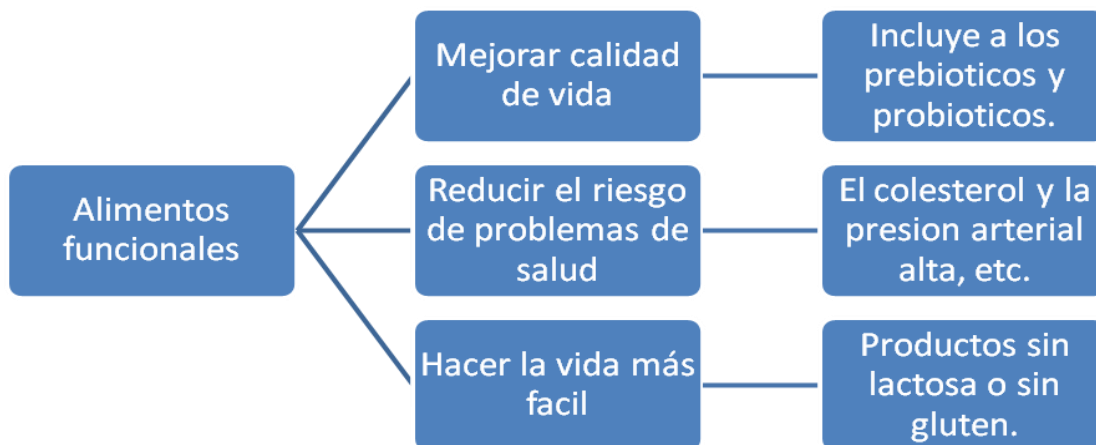 Alimentos
funcionales
Mejorar calidad
de vida
Incluye a los
prebioticos y
probioticos.
Reducir el riesgo
de problemas de
salud
El colesterol y la
presion arterial
alta, etc.
Hacer la vida más
facil
Productos sin
lactosa o sin
gluten.